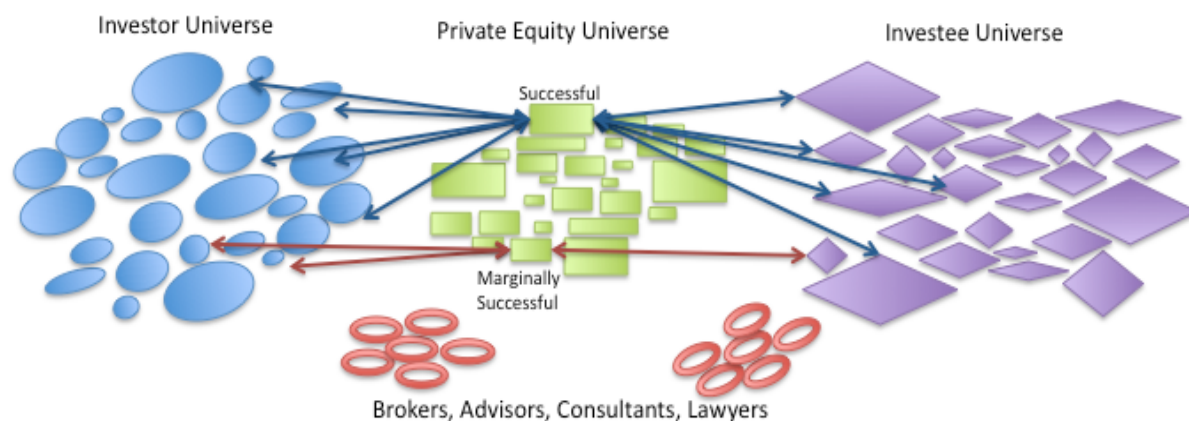 Investor Universe
Private Equity Universe
Investee Universe
Successful
Marginally
Successful
Brokers, Advisors, Consultants, Lawyers